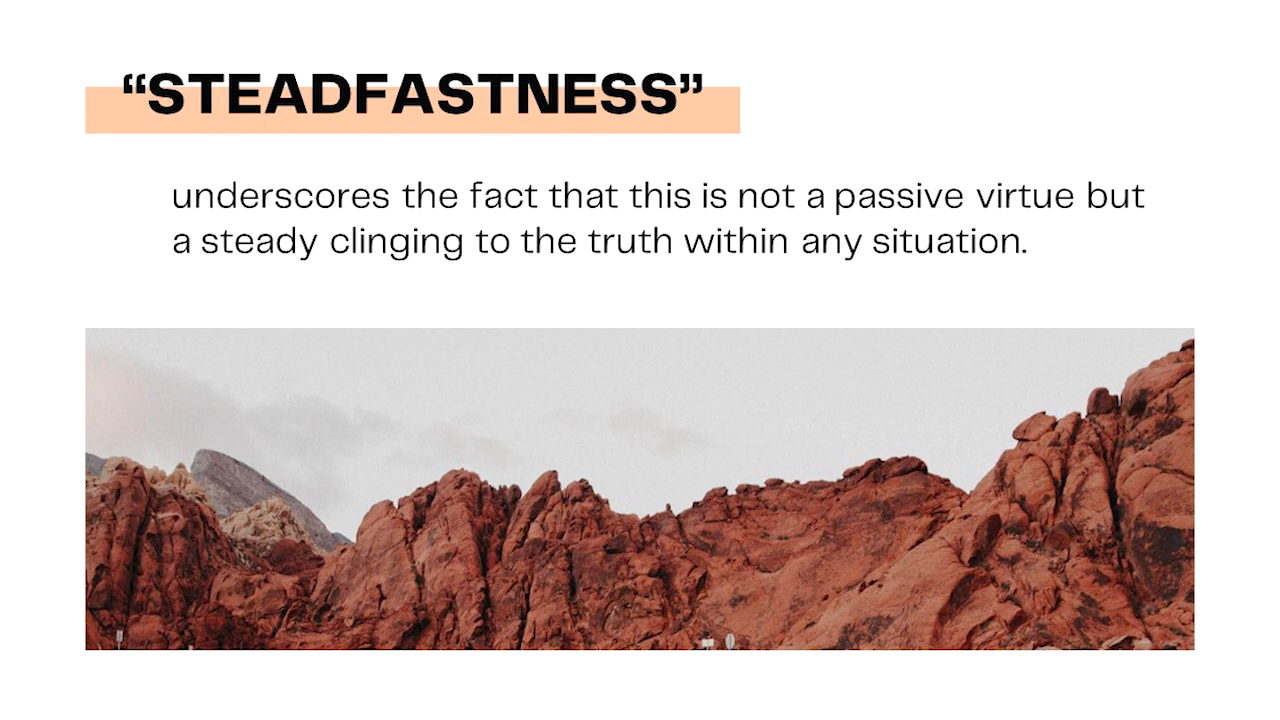 “STEADFASTNESS”
underscores the fact that this is not a passive virtue but
a steady clinging to the truth within any situation.